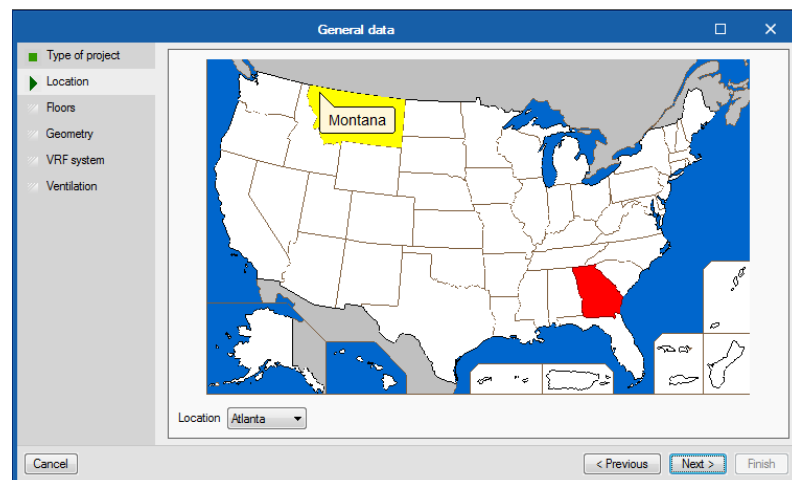 General data
Type of project
Location
Floors
Geometry
VRF system
Ventilation
Montana
Location Atlanta
Cancel
< Previous
Next >
Finish